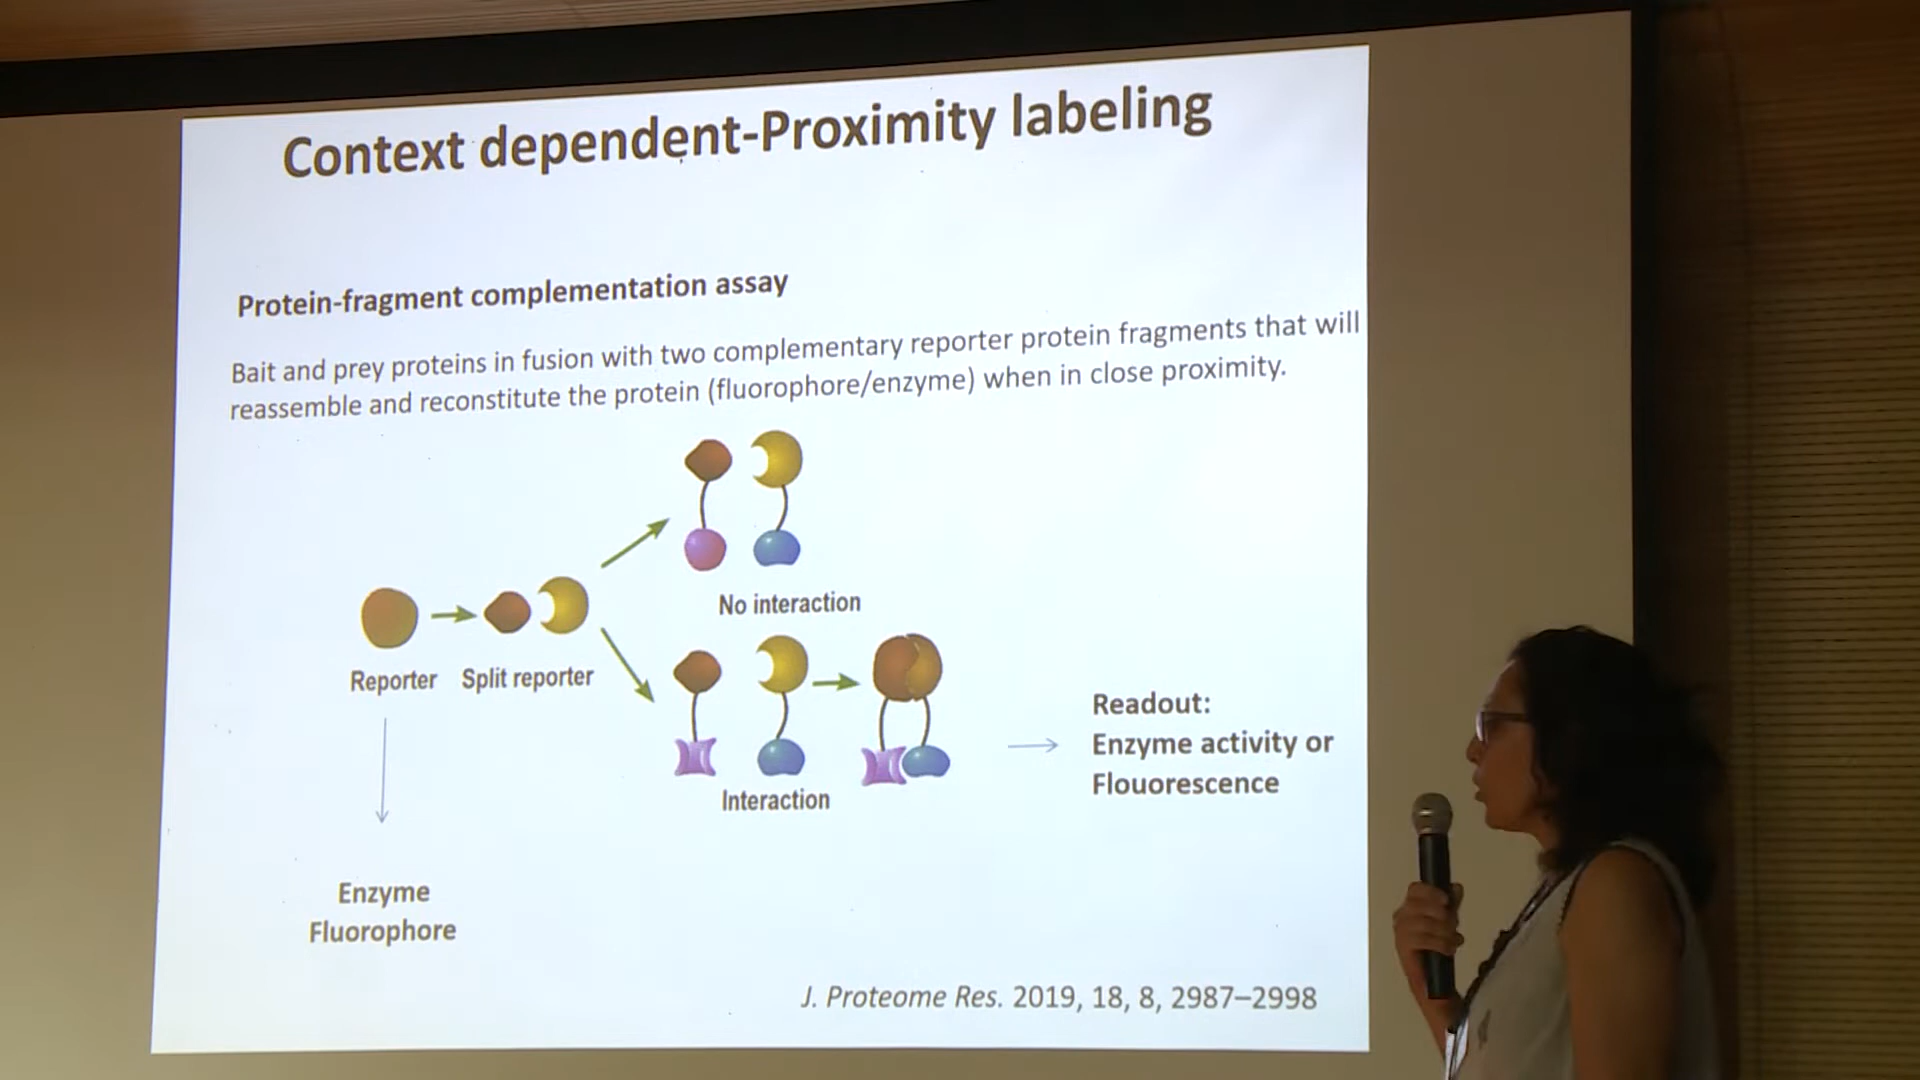 Context dependent-Proximity labeling
Protein-fragment complementation assay
Bait and prey proteins in fusion with two complementary reporter protein fragments that will
reassemble and reconstitute the protein (fluorophore/enzyme) when in close proximity.
No interaction
Reporter
Split reporter
Interaction
Readout:
Enzyme activity or
Flouorescence
Enzyme
Fluorophore
J. Proteome Res. 2019, 18, 8, 2987–2998